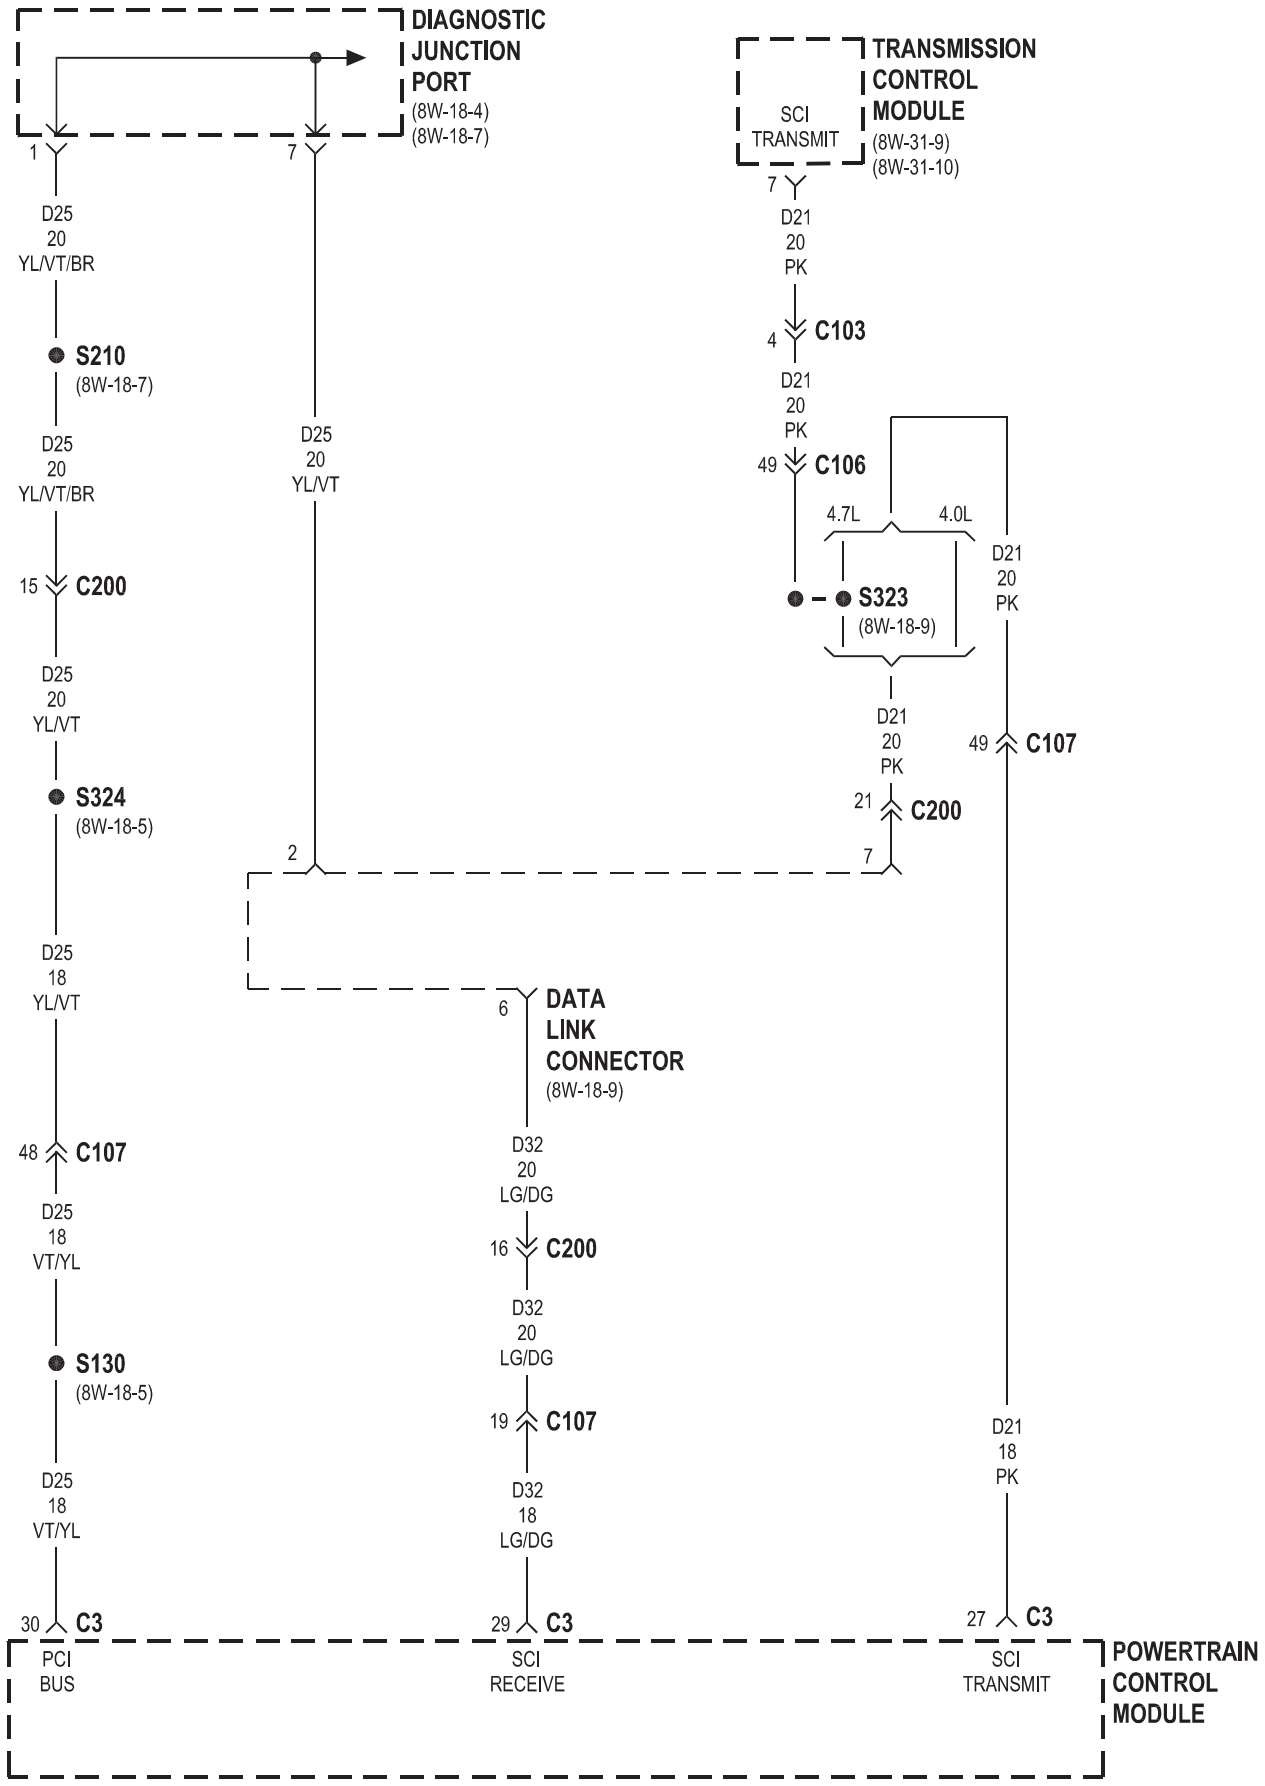 DIAGNOSTIC
JUNCTION
PORT
(8W-18-4)
(8W-18-7)
TRANSMISSION
CONTROL
MODULE
(8W-31-9)
(8W-31-10)
SCI
TRANSMIT
1
7
7
D25
20
YL/VT/BR
D21
20
PK
4
C103
S210
(8W-18-7)
D21
20
PK
D25
20
YL/VT/BR
D25
20
YL/VT
49
C106
4.7L
4.0L
D21
20
PK
15
C200
S323
(8W-18-9)
D25
20
YL/VT
D21
20
PK
49
C107
S324
(8W-18-5)
21
C200
2
7
D25
18
YL/VT
6
DATA
LINK
CONNECTOR
(8W-18-9)
48
C107
D32
20
LG/DG
D25
18
VT/YL
16
C200
D32
20
LG/DG
S130
(8W-18-5)
19
C107
D21
18
PK
D25
18
VT/YL
D32
18
LG/DG
30
C3
29
C3
27
C3
PCI
BUS
SCI
RECEIVE
SCI
TRANSMIT
POWERTRAIN
CONTROL
MODULE